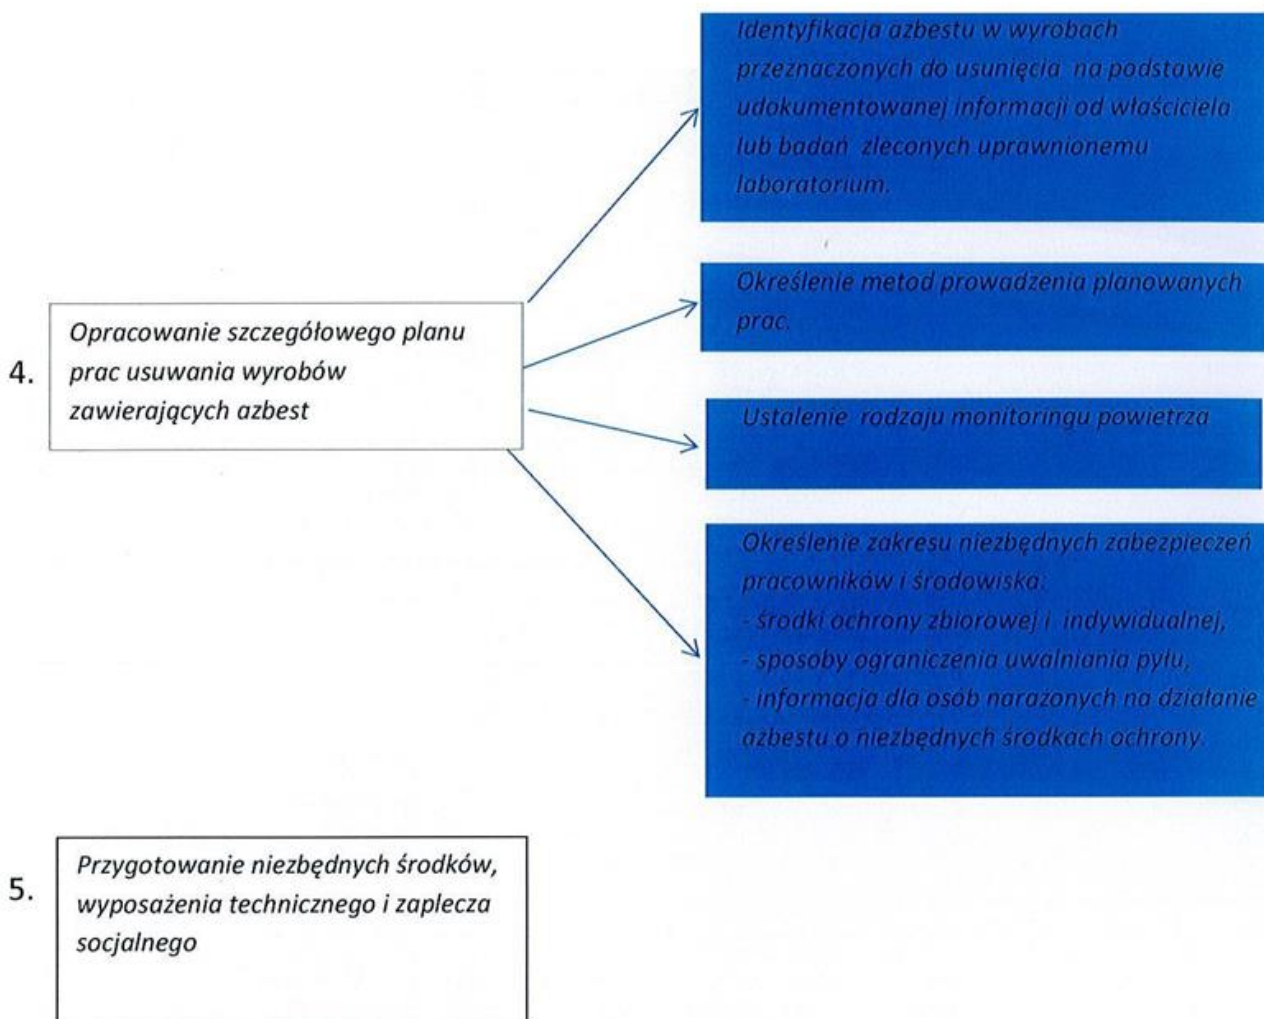 4.
Opracowanie szczegółowego planu
prac usuwania wyrobów
zawierających azbest
Identyfikacja azbestu w wyrobach
przeznaczonych do usunięcia na podstawie
udokumentowanej informacji od właściciela
lub badań zleconych uprawnionemu
laboratorium.
Określenie metod prowadzenia planowanych
prac.
Ustalenie rodzaju monitoringu powietrza
Określenie zakresu niezbędnych zabezpieczeń
pracowników i środowiska:
- środki ochrony zbiorowej i indywidualnej,
- sposoby ograniczenia uwalniania pyłu,
- informacja dla osób narażonych na działanie
azbestu o niezbędnych środkach ochrony.
5.
Przygotowanie niezbędnych środków,
wyposażenia technicznego i zaplecza
socjalnego